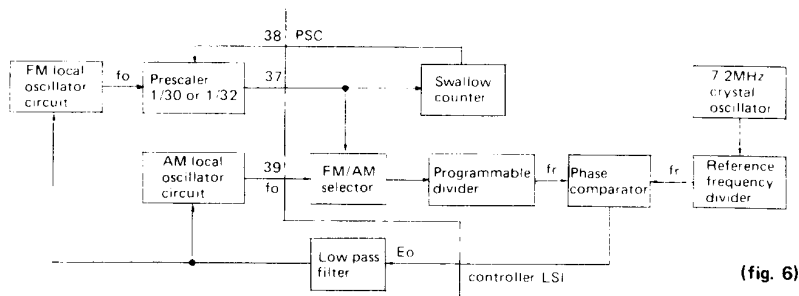 38 PSC
FM local
oscillator
circuit
fo
Prescaler
1/30 or 1/32
37
Swallow
counter
7.2MHz
crystal
oscillator
AM local
oscillator
circuit
39
fo
FM/AM
selector
Programmable
divider
fr
Phase
comparator
fr
Reference
frequency
divider
Low pass
filter
Eo
controller LSI
(fig. 6)